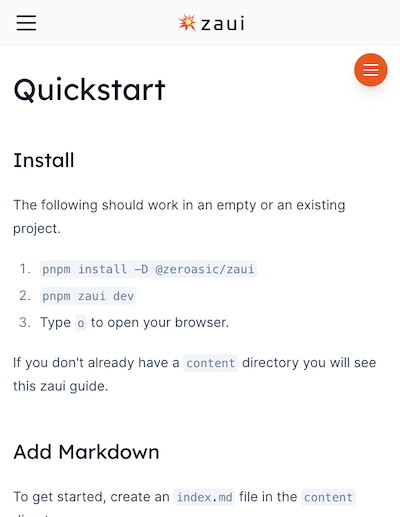 zaui
Quickstart
Install
The following should work in an empty or an existing
project.
1. pnpm install -D @zeroasic/zaui
2. pnpm zaui dev
3. Type o to open your browser.
If you don't already have a content directory you will see
this zaui guide.
Add Markdown
To get started, create an index.md file in the content